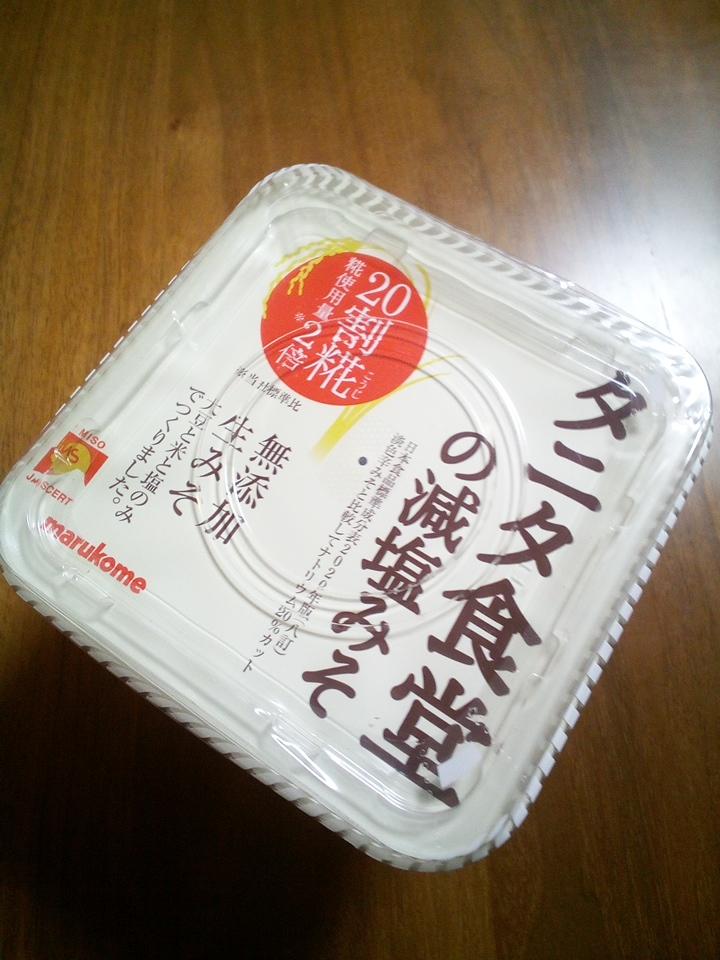 タニタ食堂
の減塩みそ
日本食品標準成分表2020年版(八訂)
淡色辛みそと比較してナトリウム20%カット
20割糀
こうじ
糀使用量
※2倍
※当社標準比
無添加
生みそ
大豆と米と塩のみ
でつくりました。
MISO
JMS CERT
marukome